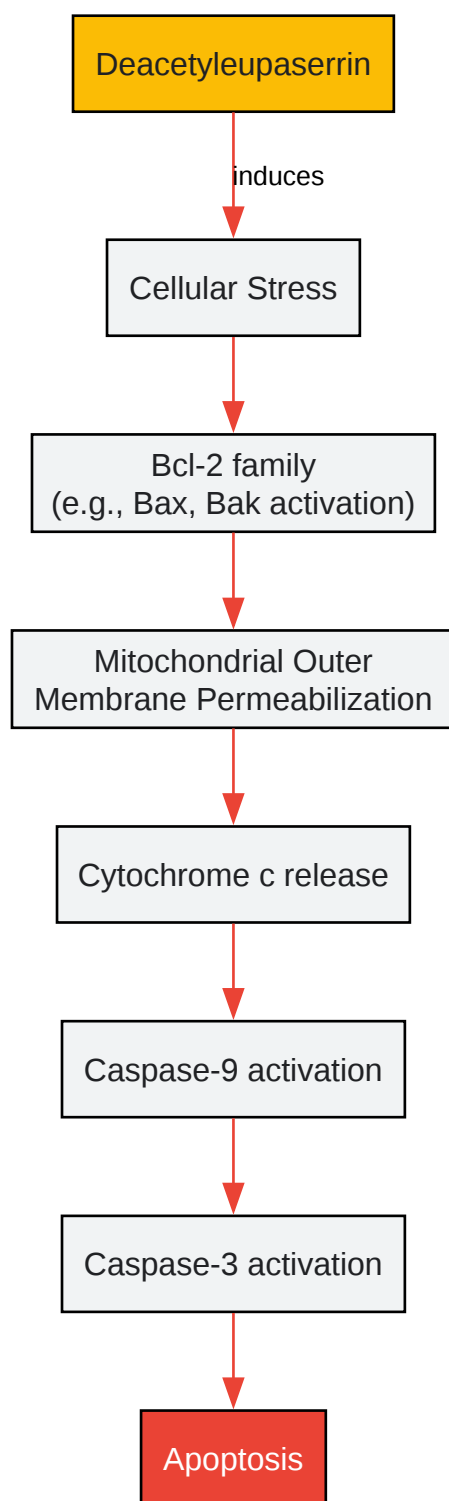 Deacetyleupaserrin
induces
Cellular Stress
Bcl-2 family
(e.g., Bax, Bak activation)
Mitochondrial Outer
Membrane Permeabilization
Cytochrome c release
Caspase-9 activation
Caspase-3 activation
Apoptosis